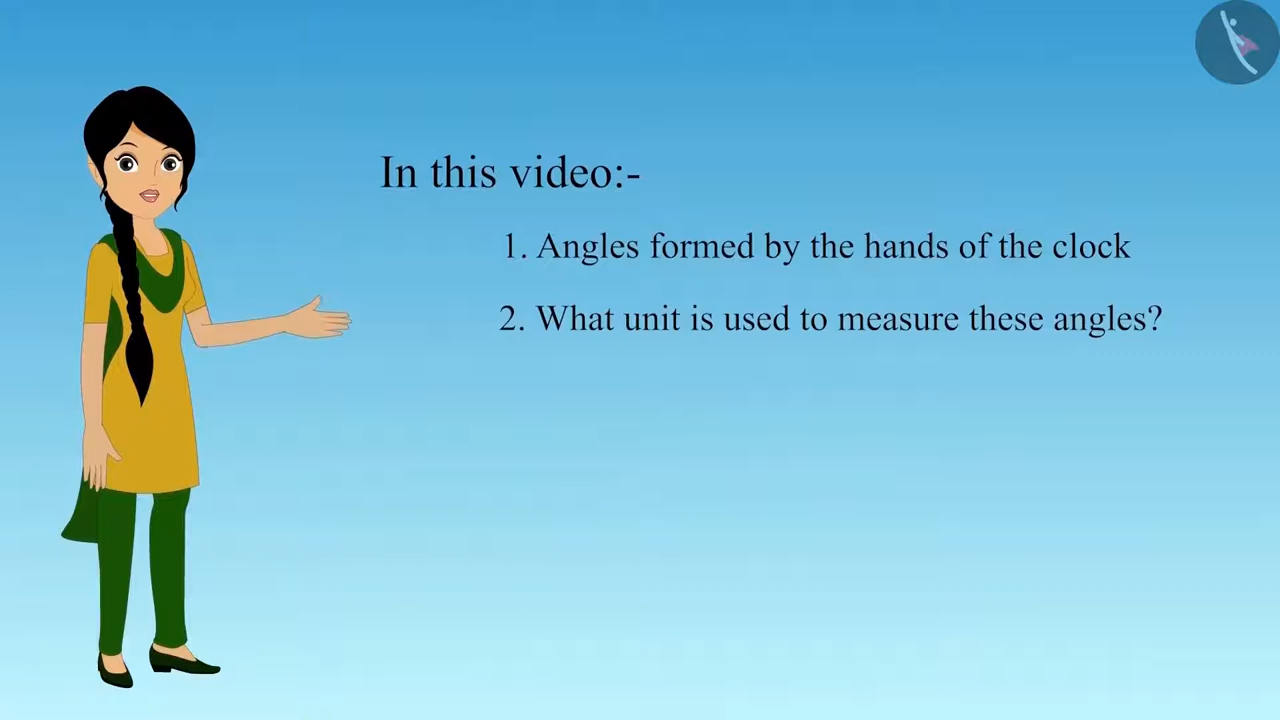 In this video:-
1. Angles formed by the hands of the clock
2. What unit is used to measure these angles?